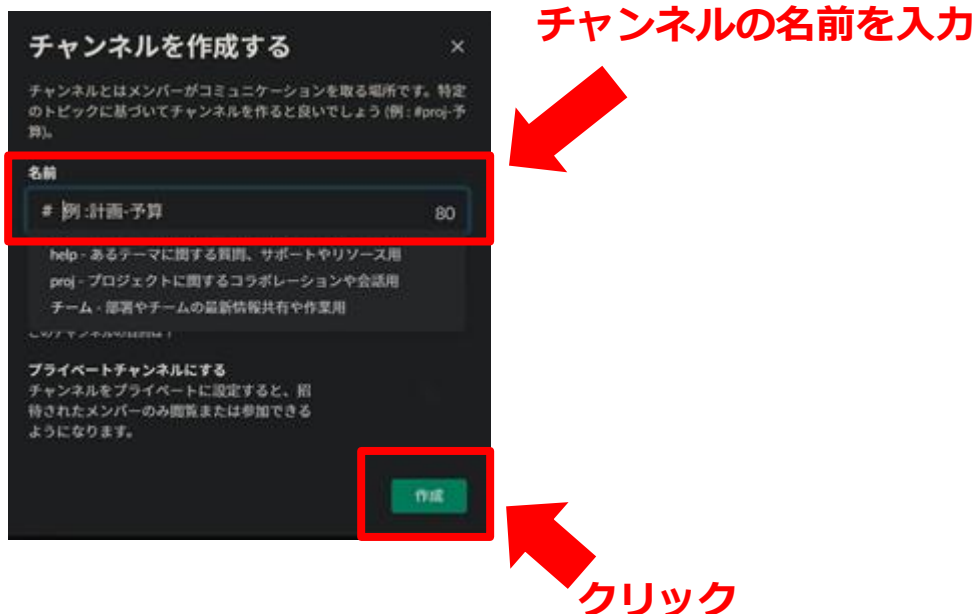 チャンネルの名前を入力
チャンネルを作成する
×
チャンネルとはメンバーがコミュニケーションを取る場所です。特定
のトピックに基づいてチャンネルを作ると良いでしょう (例 : #proj-予
算)。
名前
# 例 :計画-予算 80
help - あるテーマに関する質問、サポートやリソース用
proj - プロジェクトに関するコラボレーションや会話用
チーム - 部署やチームの最新情報共有や作業用
プライベートチャンネルにする
チャンネルをプライベートに設定すると、招
待されたメンバーのみ閲覧または参加できる
ようになります。
作成
クリック